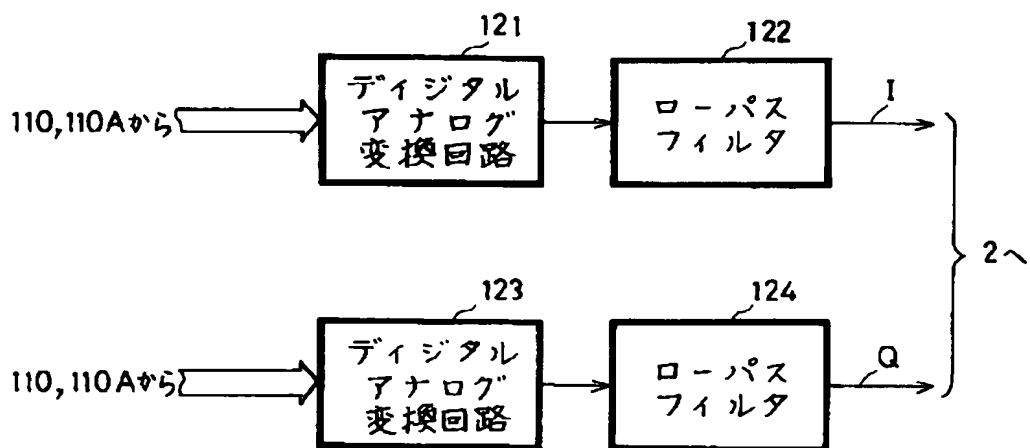 121
122
110,110Aから
ディジタル
アナログ
変換回路
ローパス
フィルタ
I
2へ
123
124
110,110Aから
ディジタル
アナログ
変換回路
ローパス
フィルタ
Q